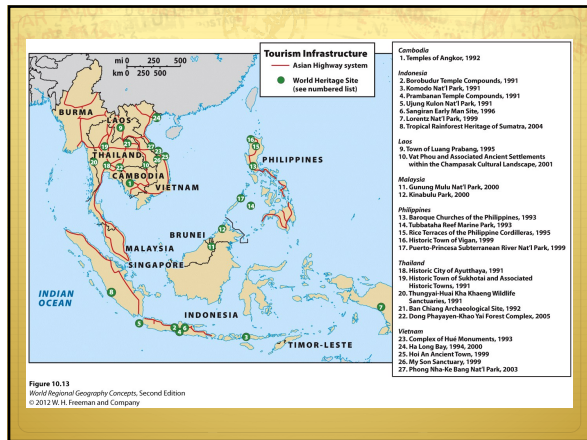 Tourism Infrastructure
Asian Highway system
World Heritage Site
(see numbered list)
mi 0 250 500
km 0 250 500
BURMA
LAOS
THAILAND
CAMBODIA
VIETNAM
PHILIPPINES
BRUNEI
MALAYSIA
SINGAPORE
INDIAN
OCEAN
INDONESIA
TIMOR-LESTE
Cambodia
1. Temples of Angkor, 1992
Indonesia
2. Borobudur Temple Compounds, 1991
3. Komodo Nat'l Park, 1991
4. Prambanan Temple Compounds, 1991
5. Ujung Kulon Nat'l Park, 1991
6. Sangiran Early Man Site, 1996
7. Lorentz Nat'l Park, 1999
8. Tropical Rainforest Heritage of Sumatra, 2004
Laos
9. Town of Luang Prabang, 1995
10. Vat Phou and Associated Ancient Settlements
within the Champasak Cultural Landscape, 2001
Malaysia
11. Gunung Mulu Nat'l Park, 2000
12. Kinabulu Park, 2000
Philippines
13. Baroque Churches of the Philippines, 1993
14. Tubbataha Reef Marine Park, 1993
15. Rice Terraces of the Philippine Cordilleras, 1995
16. Historic Town of Vigan, 1999
17. Puerto-Princesa Subterranean River Nat'l Park, 1999
Thailand
18. Historic City of Ayutthaya, 1991
19. Historic Town of Sukhotai and Associated
Historic Towns, 1991
20. Thungyai-Huai Kha Khaeng Wildlife
Sanctuaries, 1991
21. Ban Chiang Archaeological Site, 1992
22. Dong Phayayen-Khao Yai Forest Complex, 2005
Vietnam
23. Complex of Hué Monuments, 1993
24. Ha Long Bay, 1994, 2000
25. Hoi An Ancient Town, 1999
26. My Son Sanctuary, 1999
27. Phong Nha-Ke Bang Nat'l Park, 2003
Figure 10.13
World Regional Geography Concepts, Second Edition
© 2012 W. H. Freeman and Company